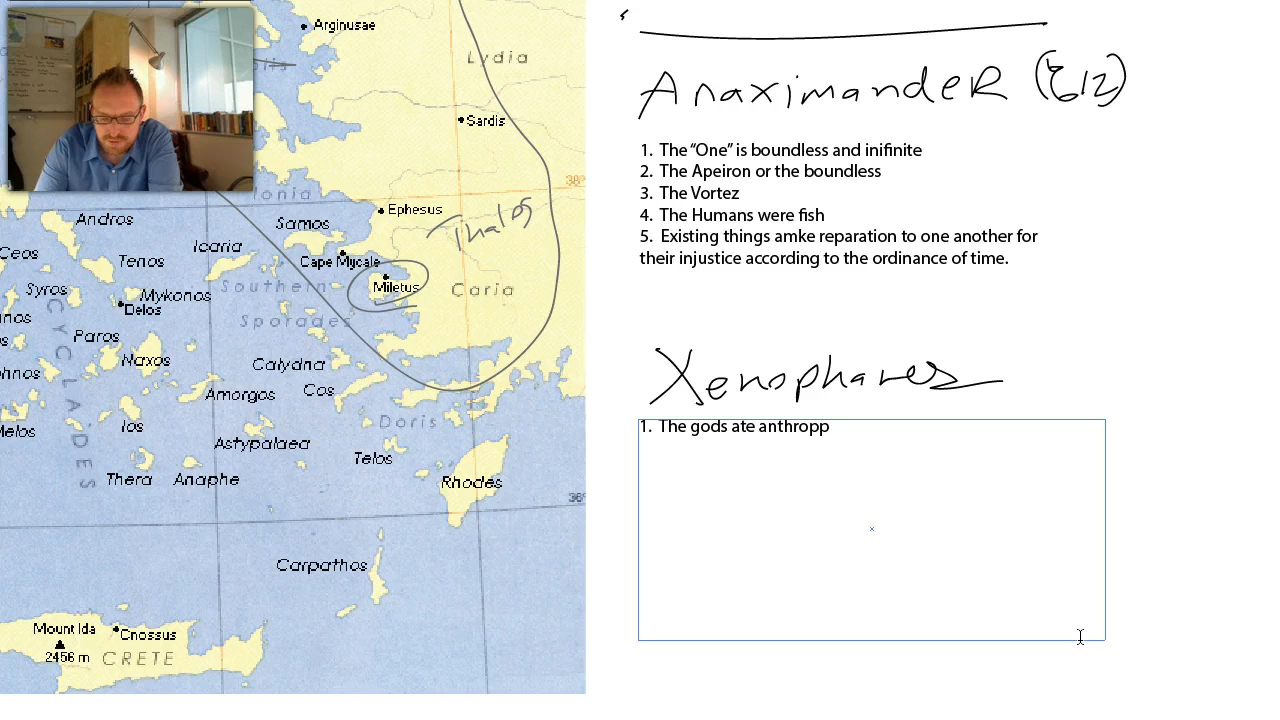 Arginusae
Lydia
Sardis
38°
Ionia
Andros
Samos
Ephesus
Thales
Ceos
Icaria
Tenos
Cape Mycale
Syros
Mykonos
Southern
Miletus
Caria
Delos
Sporades
Paros
CYCLADES
Naxos
Calydna
Amorgos
Cos
Ios
Doris
Astypalaea
Telos
Thera
Anaphe
Rhodes
36°
Carpathos
Mount Ida
Cnossus
2456 m
CRETE
AnaximandeR (612)
1. The “One” is boundless and inifinite
2. The Apeiron or the boundless
3. The Vortez
4. The Humans were fish
5. Existing things amke reparation to one another for
their injustice according to the ordinance of time.
Xenophanes
1. The gods ate anthropp